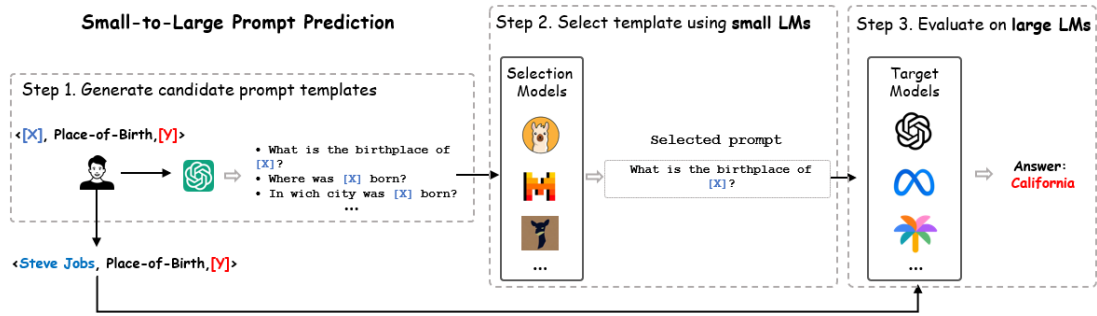 Small-to-Large Prompt Prediction
Step 1. Generate candidate prompt templates
<[X], Place-of-Birth,[Y]>
• What is the birthplace of
[X]?
• Where was [X] born?
• In wich city was [X] born?
...
<Steve Jobs, Place-of-Birth,[Y]>
Step 2. Select template using small LMs
Selection
Models
...
Selected prompt
What is the birthplace of
[X]?
Step 3. Evaluate on large LMs
Target
Models
...
Answer:
California